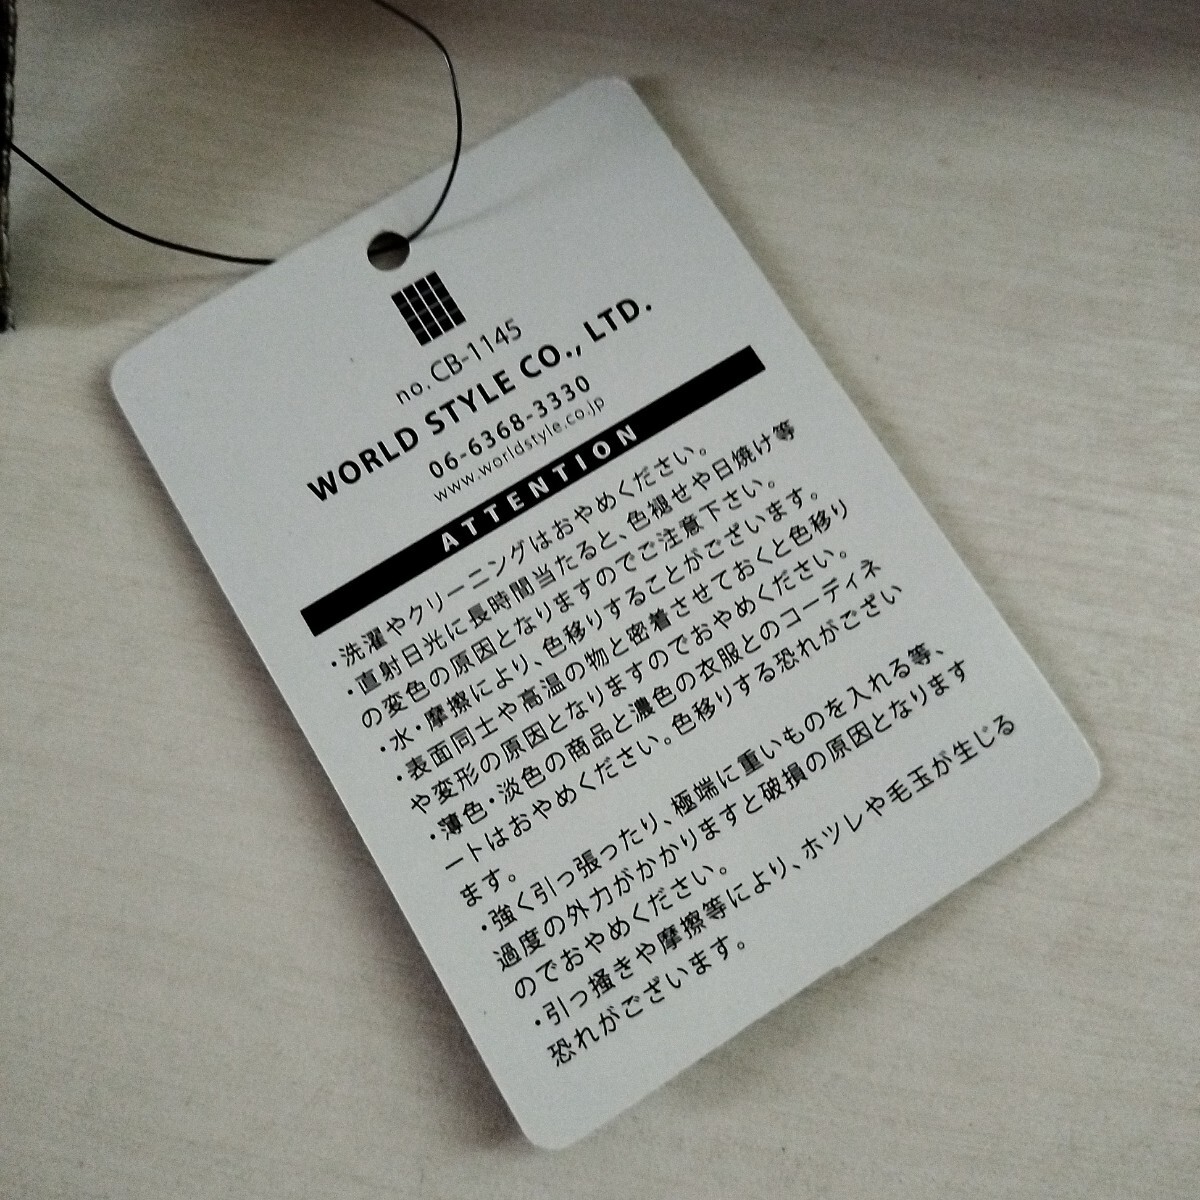 no.CB-1145
WORLD STYLE CO., LTD.
06-6368-3330
www.worldstyle.co.jp
ATTENTION
・洗濯やクリーニングはおやめください。
・直射日光に長時間当たると、色褪せや日焼け等
の変色の原因となりますのでご注意下さい。
・水・摩擦により、色移りすることがございます。
・表面同士や高温の物と密着させておくと色移り
や変形の原因となりますのでおやめください。
・薄色・淡色の商品と濃色の衣服とのコーディネ
ートはおやめください。色移りする恐れがござい
ます。
・強く引っ張ったり、極端に重いものを入れる等、
過度の外力がかかりますと破損の原因となります
のでおやめください。
・引っ掻きや摩擦等により、ホツレや毛玉が生じる
恐れがございます。